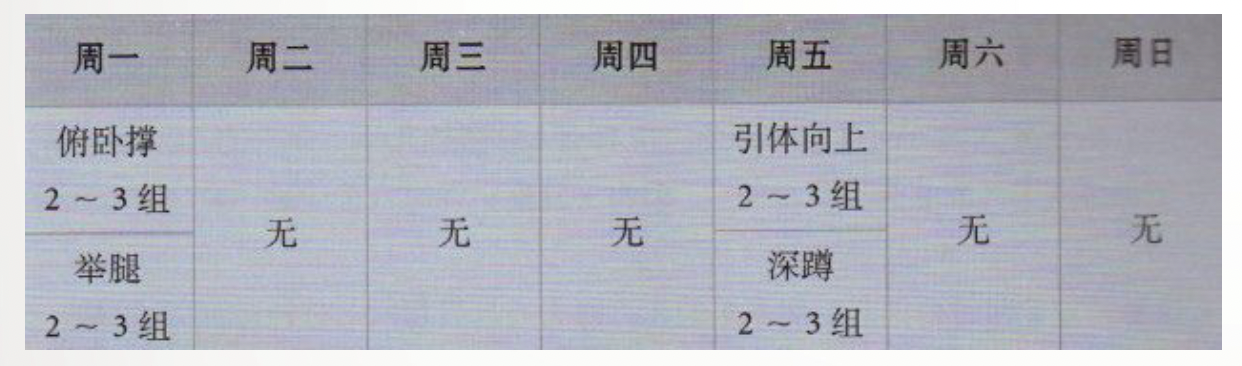 周一 周二 周三 周四 周五 周六 周日
俯卧撑 引体向上
2 ~ 3 组 2 ~ 3 组
无 无 无 无 无
举腿 深蹲
2 ~ 3 组 2 ~ 3 组